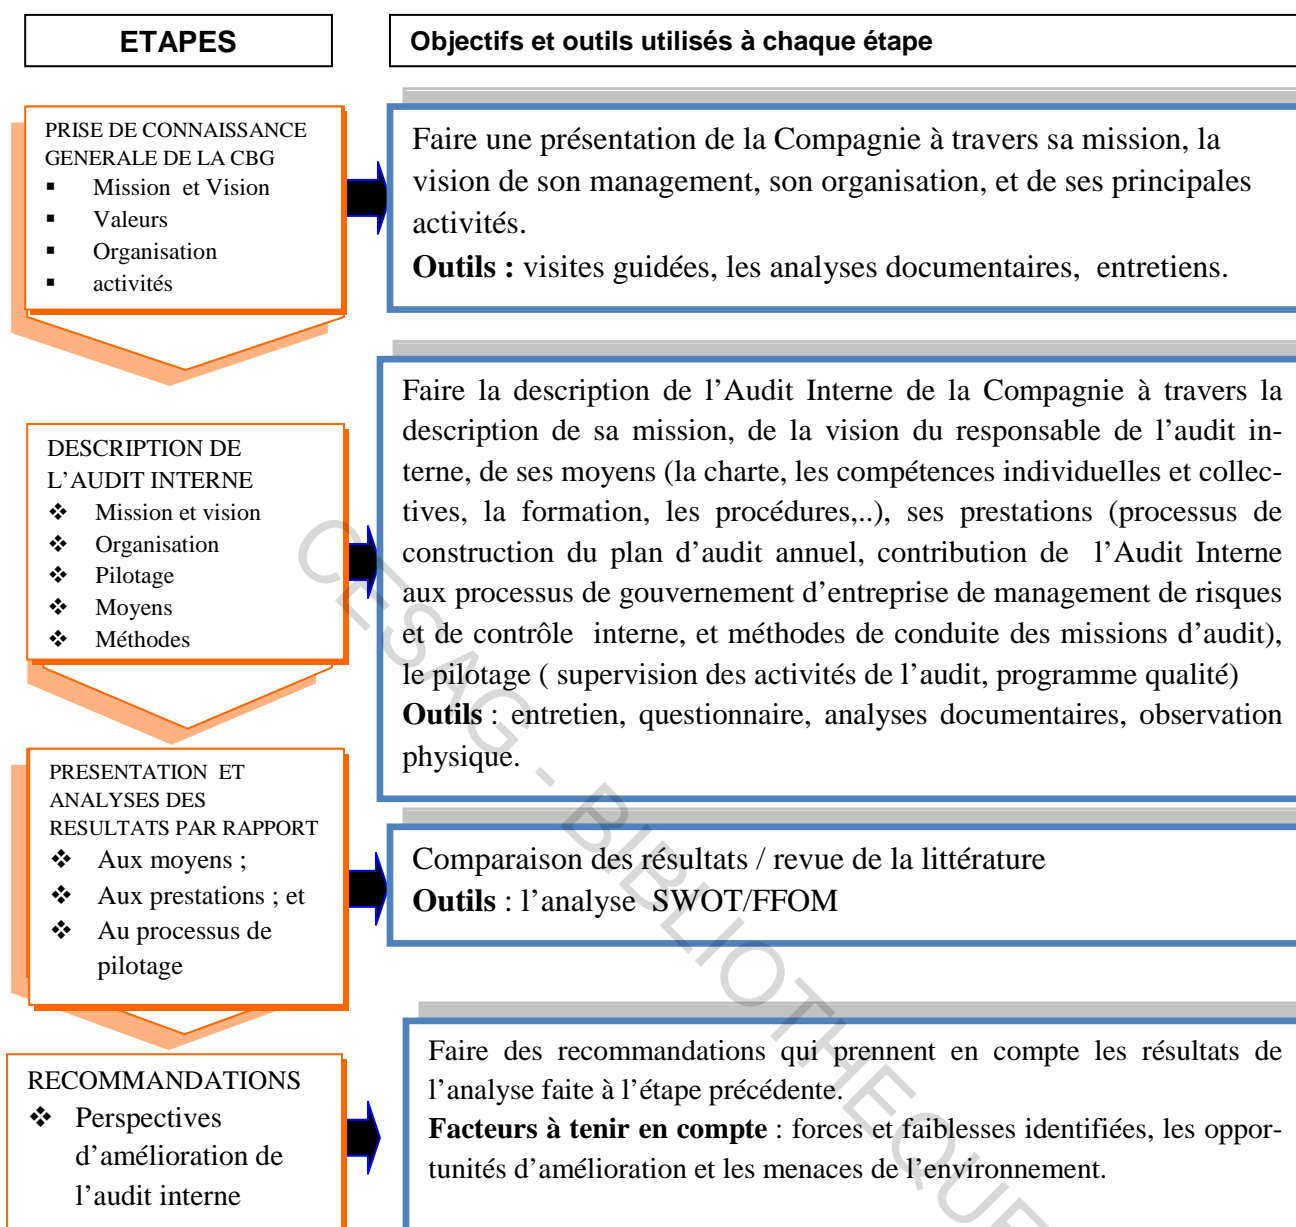 ETAPES
Objectifs et outils utilisés à chaque étape
PRISE DE CONNAISSANCE
GENERALE DE LA CBG
▪ Mission et Vision
▪ Valeurs
▪ Organisation
▪ activités
Faire une présentation de la Compagnie à travers sa mission, la
vision de son management, son organisation, et de ses principales
activités.
Outils : visites guidées, les analyses documentaires, entretiens.
DESCRIPTION DE
L’AUDIT INTERNE
❖ Mission et vision
❖ Organisation
❖ Pilotage
❖ Moyens
❖ Méthodes
Faire la description de l’Audit Interne de la Compagnie à travers la
description de sa mission, de la vision du responsable de l’audit in-
terne, de ses moyens (la charte, les compétences individuelles et collec-
tives, la formation, les procédures,..), ses prestations (processus de
construction du plan d’audit annuel, contribution de l’Audit Interne
aux processus de gouvernement d’entreprise de management de risques
et de contrôle interne, et méthodes de conduite des missions d’audit),
le pilotage ( supervision des activités de l’audit, programme qualité)
Outils : entretien, questionnaire, analyses documentaires, observation
physique.
PRESENTATION ET
ANALYSES DES
RESULTATS PAR RAPPORT
❖ Aux moyens ;
❖ Aux prestations ; et
❖ Au processus de
pilotage
Comparaison des résultats / revue de la littérature
Outils : l’analyse SWOT/FFOM
RECOMMANDATIONS
❖ Perspectives
d’amélioration de
l’audit interne
Faire des recommandations qui prennent en compte les résultats de
l’analyse faite à l’étape précédente.
Facteurs à tenir en compte : forces et faiblesses identifiées, les oppor-
tunités d’amélioration et les menaces de l’environnement.
CESAG - BIBLIOTHEQUE